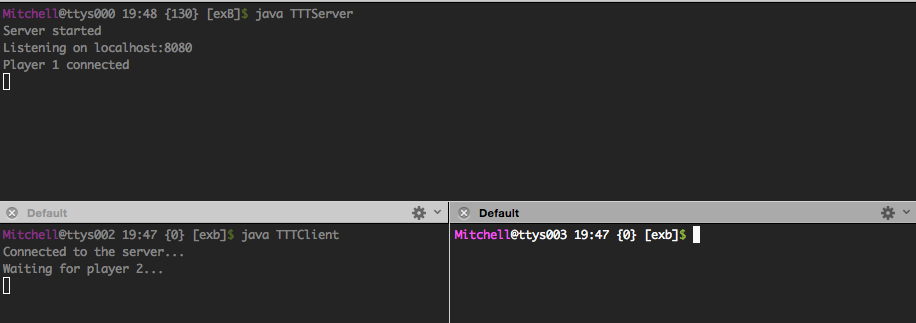 Mitchell@ttys000 19:48 {130} [exB]$ java TTTServer
Server started
Listening on localhost:8080
Player 1 connected
Default
Mitchell@ttys002 19:47 {0} [exb]$ java TTTClient
Connected to the server...
Waiting for player 2...
Default
Mitchell@ttys003 19:47 {0} [exb]$